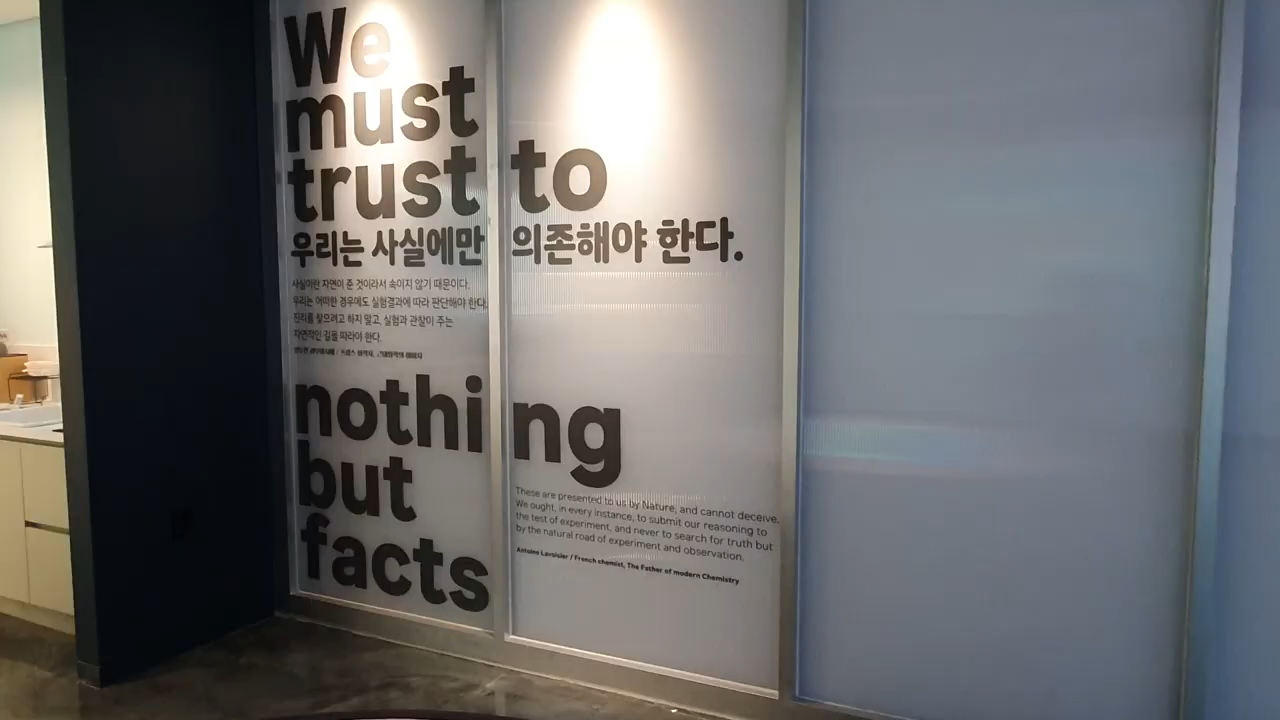 We
must
trust to
우리는 사실에만 의존해야 한다.
사실이란 자연이 준 것이라서 속이지 않기 때문이다.
우리는 어떠한 경우에도 실험결과에 따라 판단해야 한다.
진리를 찾으려고 하지 말고, 실험과 관찰이 주는
자연적인 길을 따라야 한다.
nothing
but
facts
These are presented to us by Nature, and cannot deceive.
We ought, in every instance, to submit our reasoning to
the test of experiment, and never to search for truth but
by the natural road of experiment and observation.
Antoine Lavoisier / French chemist, The Father of modern Chemistry